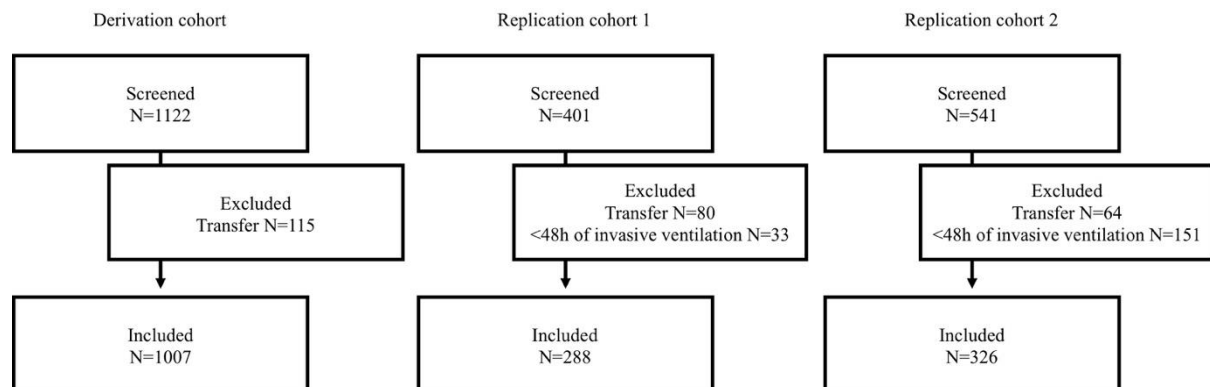 Derivation cohort
Screened
N=1122
Excluded
Transfer N=115
Included
N=1007
Replication cohort 1
Screened
N=401
Excluded
Transfer N=80
<48h of invasive ventilation N=33
Included
N=288
Replication cohort 2
Screened
N=541
Excluded
Transfer N=64
<48h of invasive ventilation N=151
Included
N=326